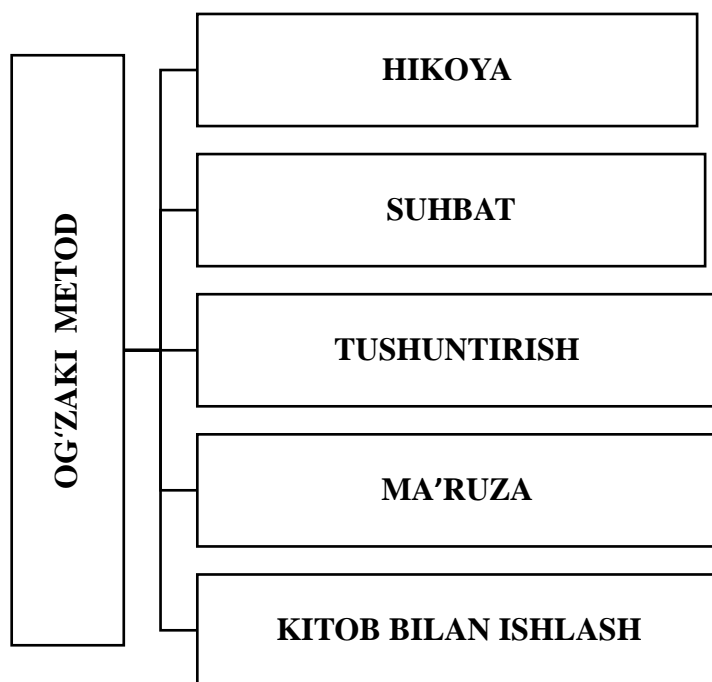 OG‘ZAKI METOD
HIKOYA
SUHBAT
TUSHUNTIRISH
MA’RUZA
KITOB BILAN ISHLASH